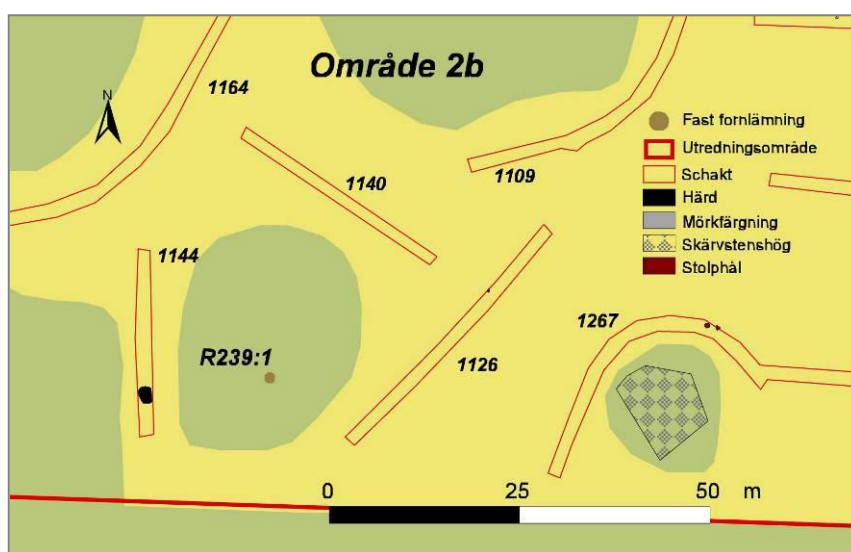 Område 2b
1164
N
1140
1109
1144
R239:1
1126
1267
Fast fornlämning
Utredningsområde
Schakt
Härd
Mörkfärgning
Skärvstenshög
Stolphål
0 25 50 m